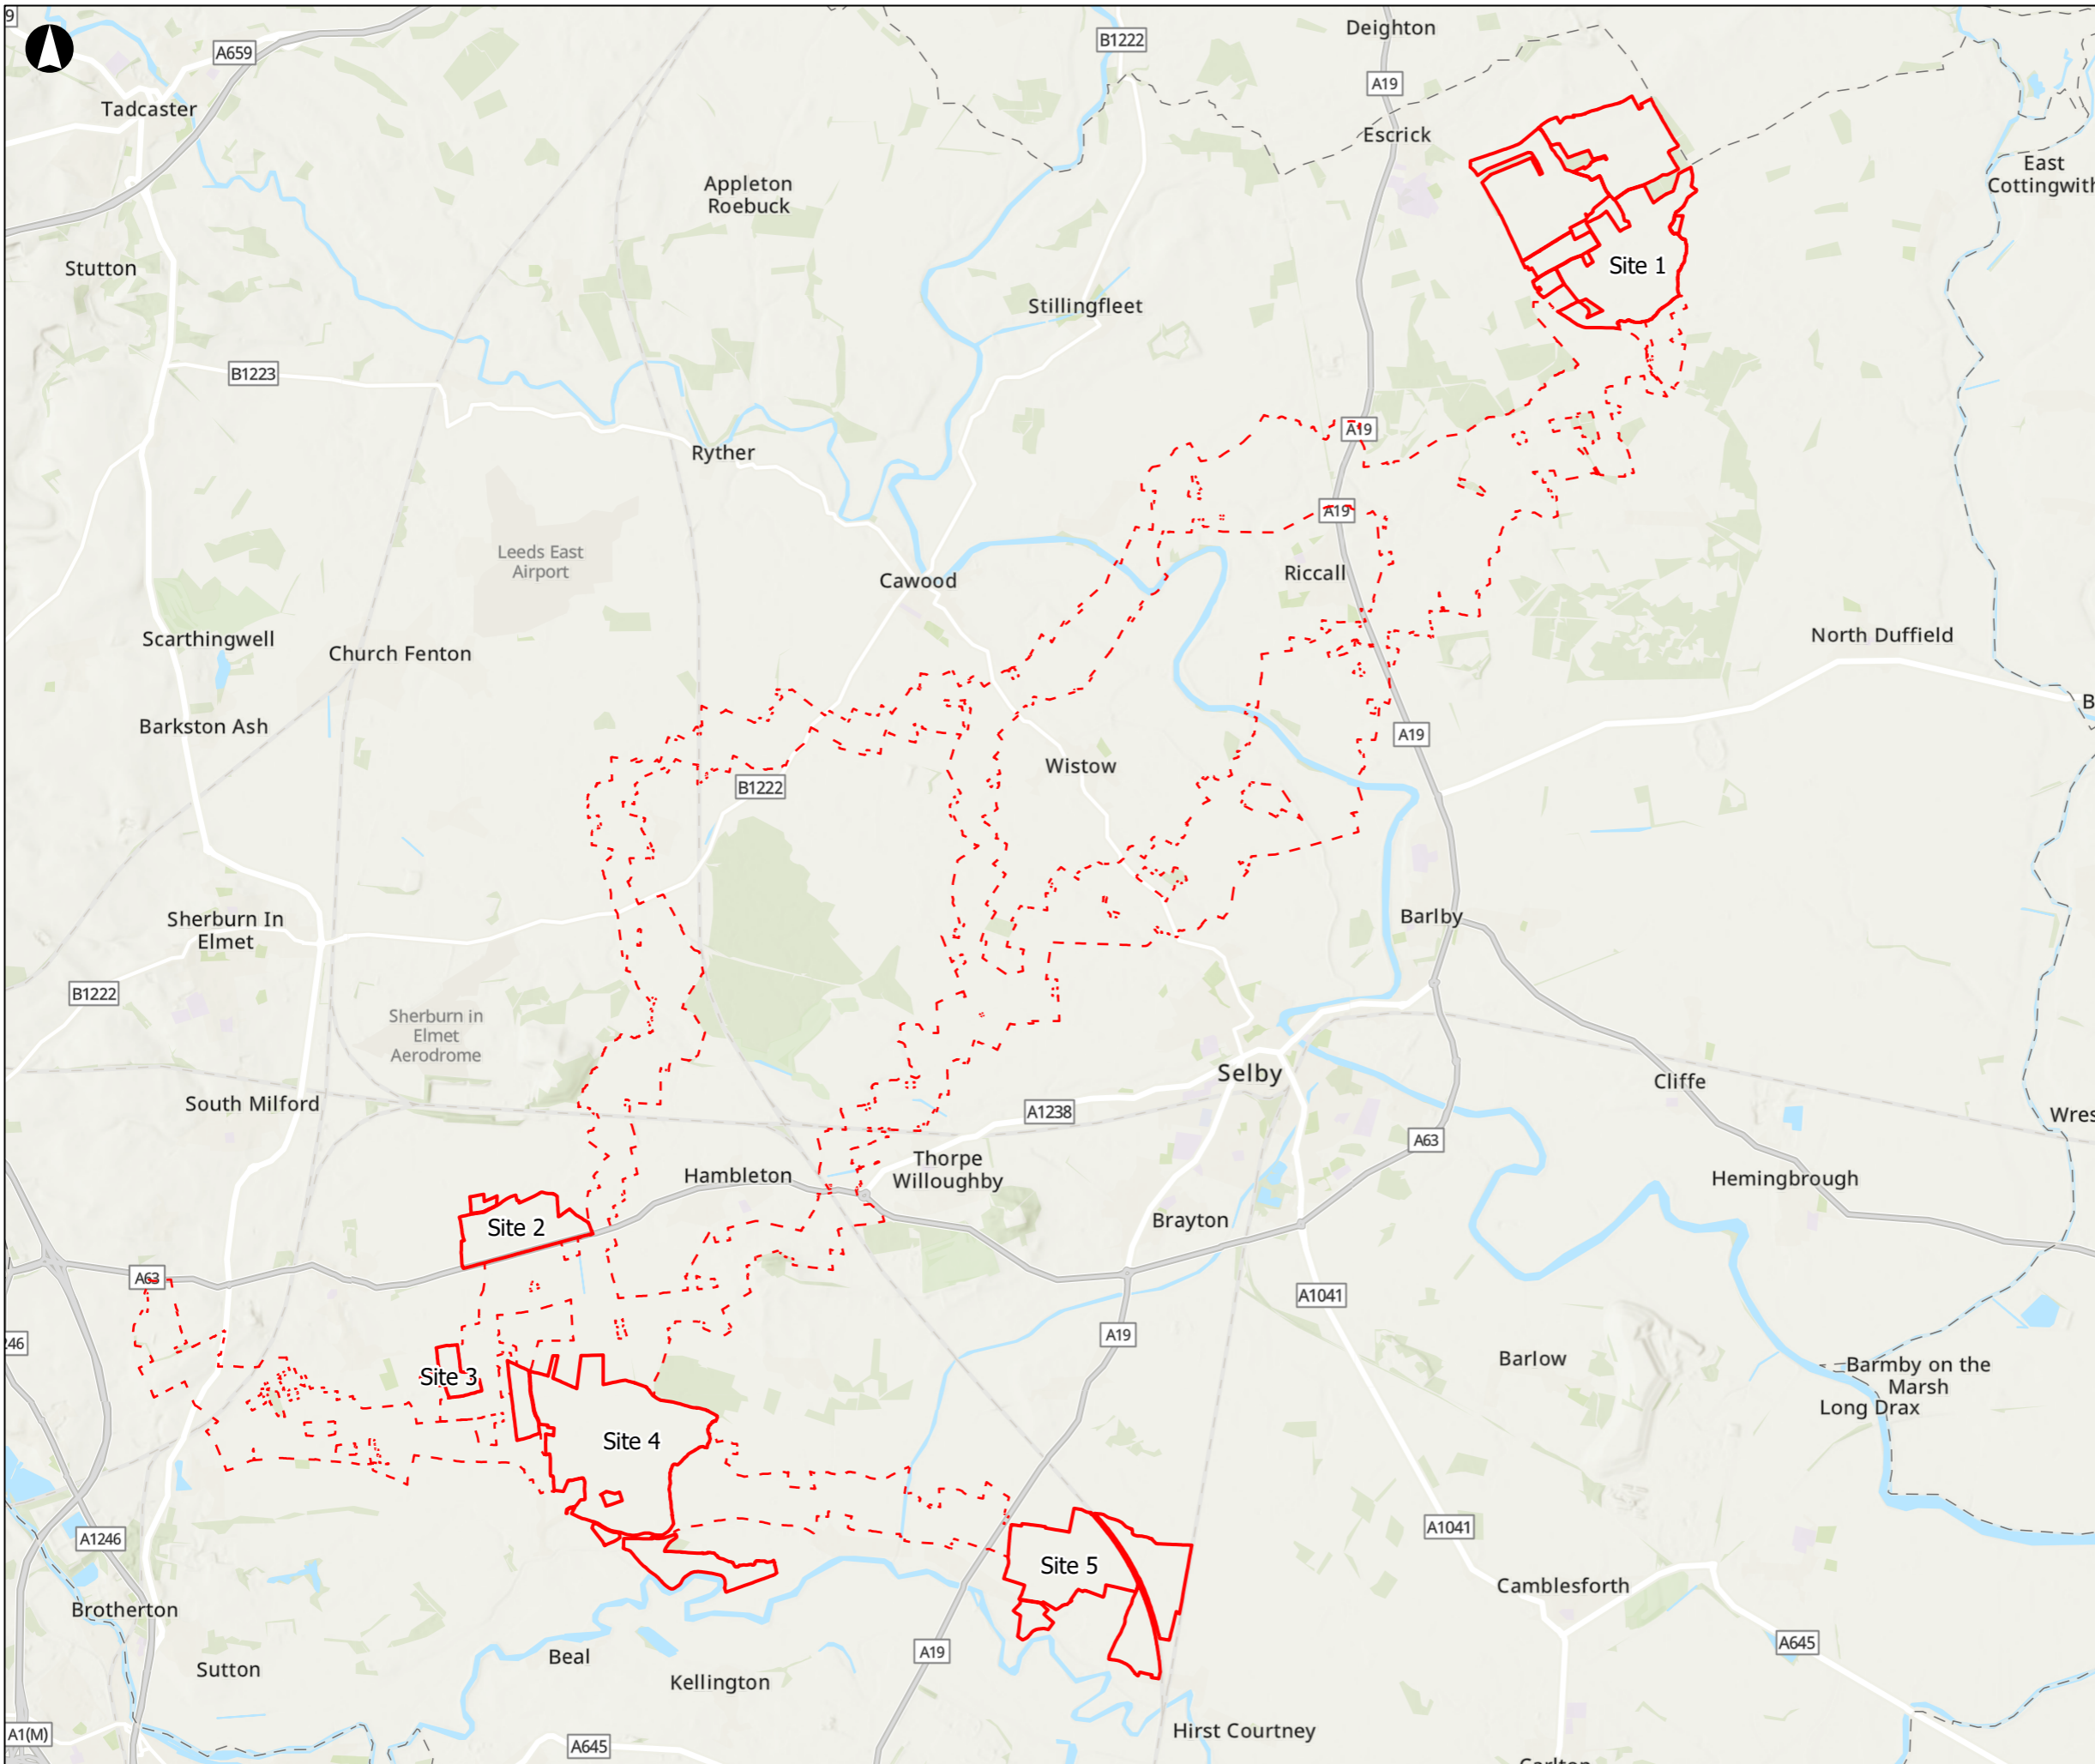 9
Deighton
B1222
A659
A19
Tadcaster
Escrick
East
Cottingwith
Appleton
Roebuck
Site 1
Stutton
Stillingfleet
B1223
A19
Ryther
A19
Leeds East
Airport
Riccall
Cawood
North Duffield
Scarthingwell
Church Fenton
B
Barkston Ash
A19
Wistow
B1222
Sherburn In
Elmet
Barlby
B1222
Sherburn in
Elmet
Aerodrome
Selby
Cliffe
South Milford
A1238
Wres
A63
Thorpe
Willoughby
Hambleton
Hemingbrough
Brayton
Site 2
A63
A1041
A19
246
Barlow
Barmby on the
Marsh
Site 3
Long Drax
Site 4
A1041
A1246
Site 5
Camblesforth
Brotherton
A645
A19
Beal
Sutton
Kellington
Hirst Courtney
A1(M)
A645
Carlton